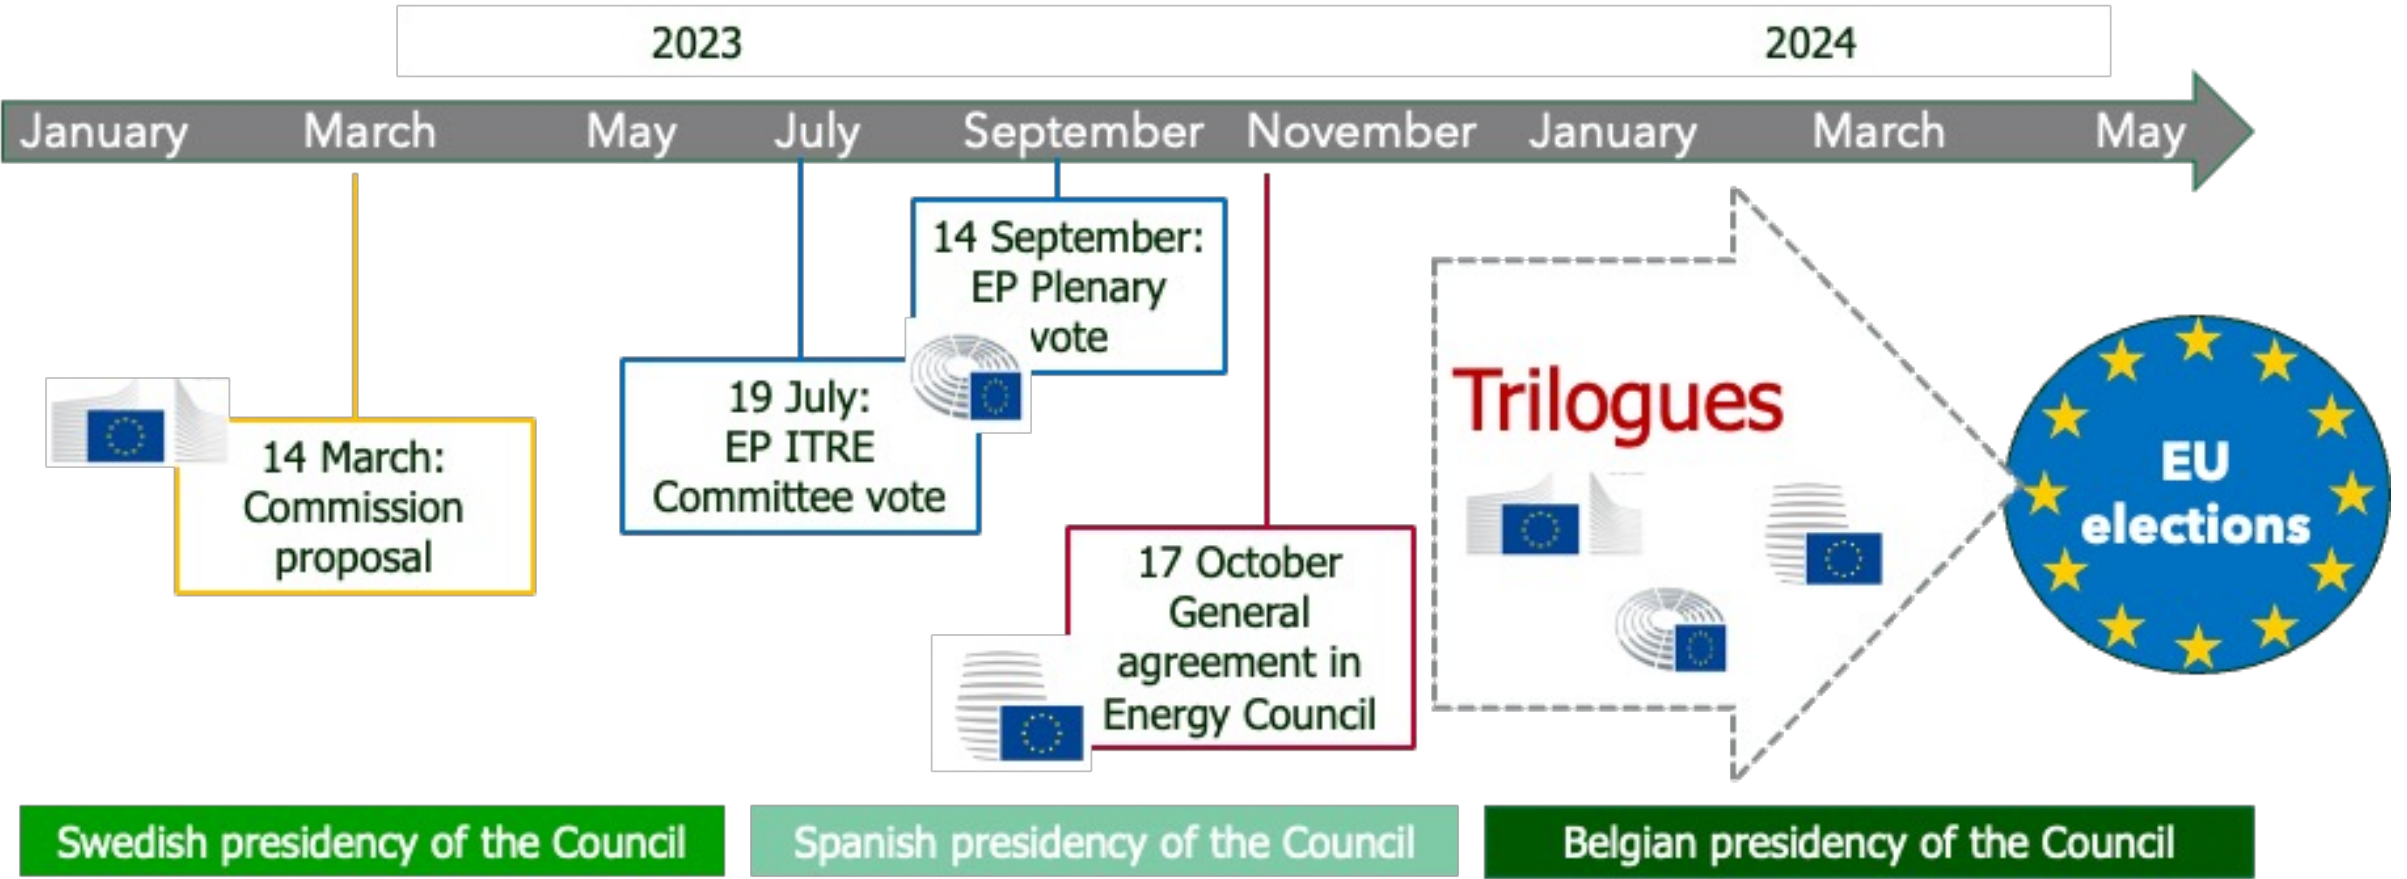 2023 2024
January March May July September November January March May
14 September:
EP Plenary
vote
19 July:
EP ITRE
Committee vote
14 March:
Commission
proposal
17 October
General
agreement in
Energy Council
Trilogues
EU
elections
Swedish presidency of the Council
Spanish presidency of the Council
Belgian presidency of the Council